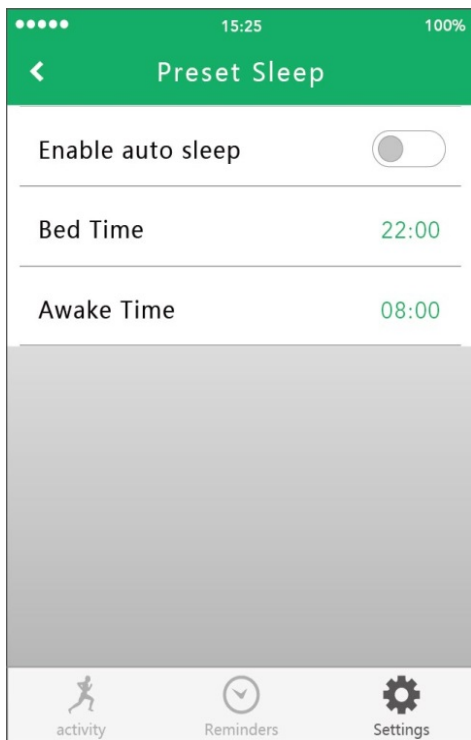 15:25 100%
Preset Sleep
Enable auto sleep
Bed Time 22:00
Awake Time 08:00
activity Reminders Settings